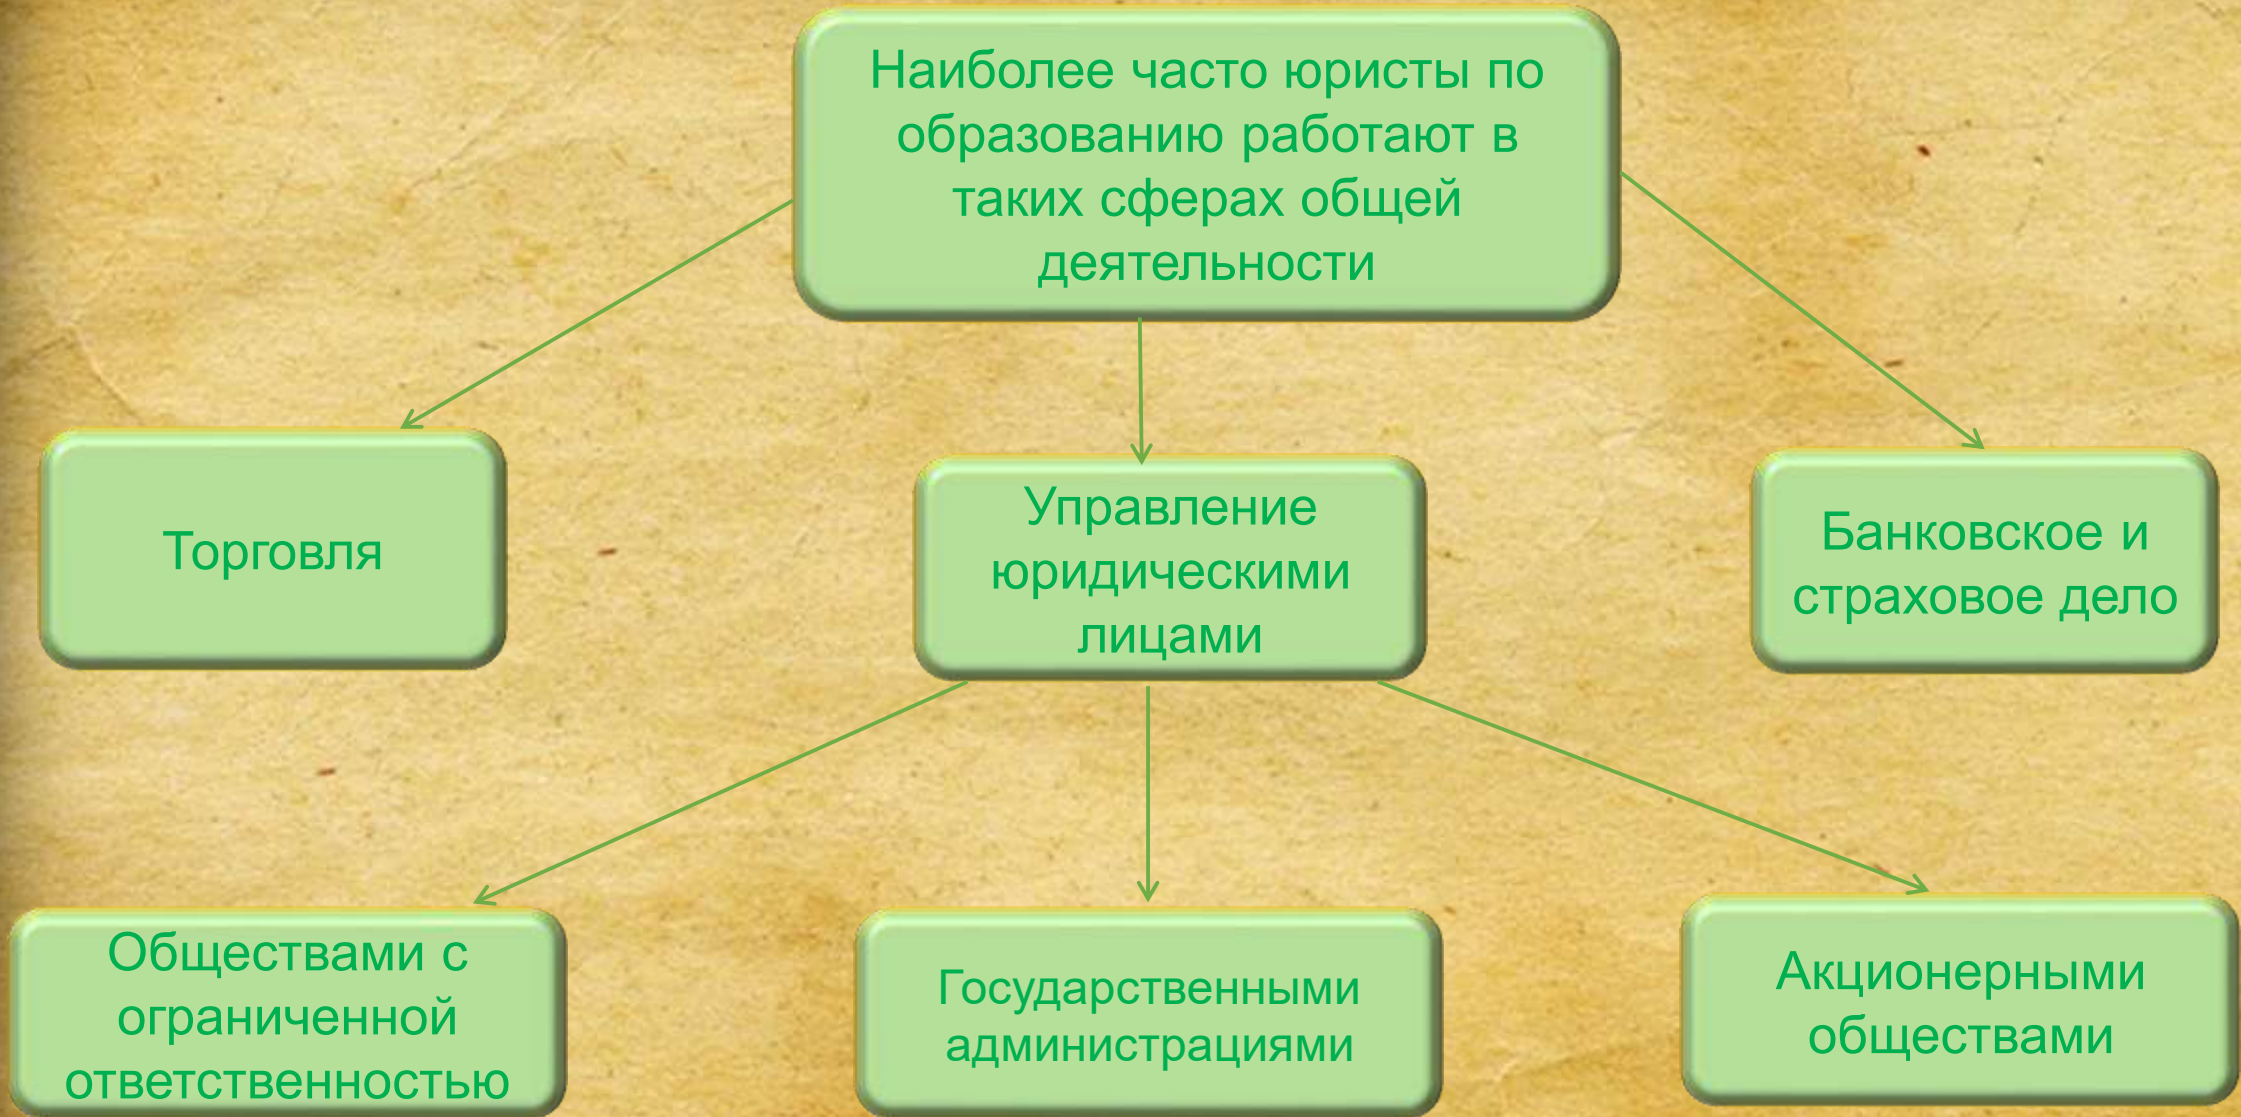 Наиболее часто юристы по
образованию работают в
таких сферах общей
деятельности
Торговля
Управление
юридическими
лицами
Банковское и
страховое дело
Обществами с
ограниченной
ответственностью
Государственными
администрациями
Акционерными
обществами